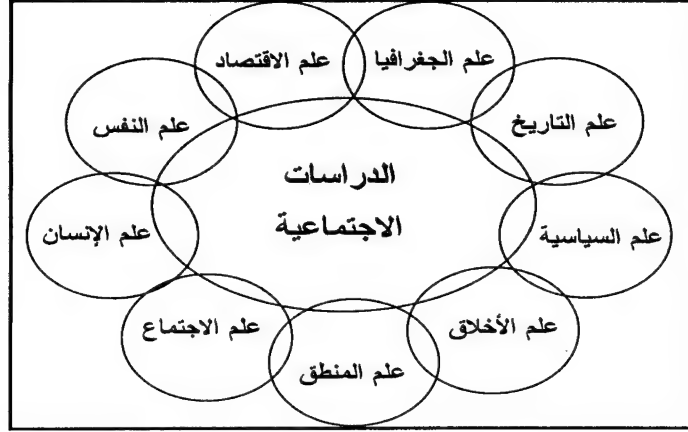 علم الاقتصاد
علم الجغرافيا
علم النفس
علم التاريخ
الدراسات
الاجتماعية
علم الإنسان
علم السياسية
علم الاجتماع
علم الأخلاق
علم المنطق